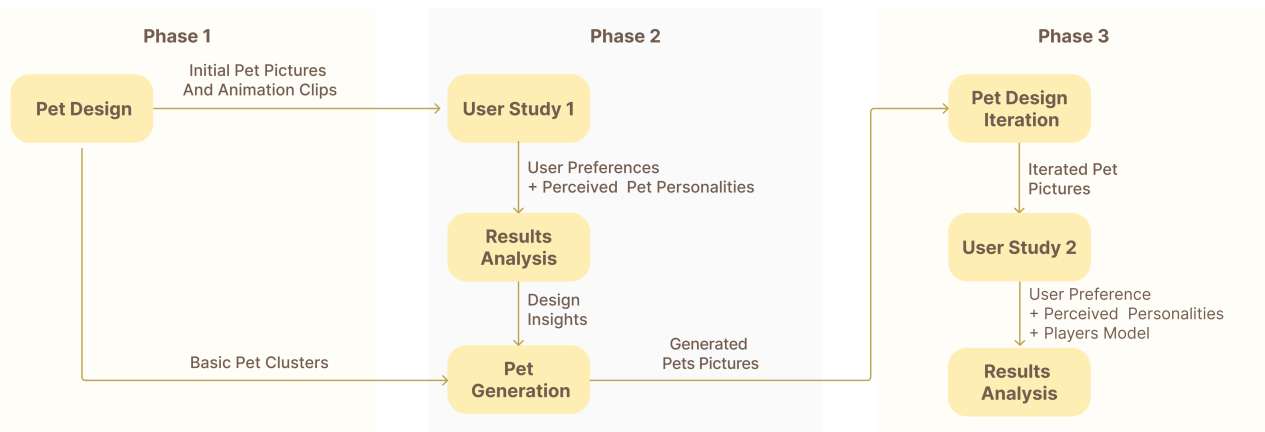 Phase 1
Phase 2
Phase 3
Initial Pet Pictures
And Animation Clips
Pet Design
User Study 1
Pet Design
Iteration
User Preferences
+ Perceived  Pet Personalities
Iterated Pet
Pictures
Results
Analysis
User Study 2
Design
Insights
User Preference
+ Perceived  Personalities
+ Players Model
Basic Pet Clusters
Generated
Pets Pictures
Pet
Generation
Results
Analysis